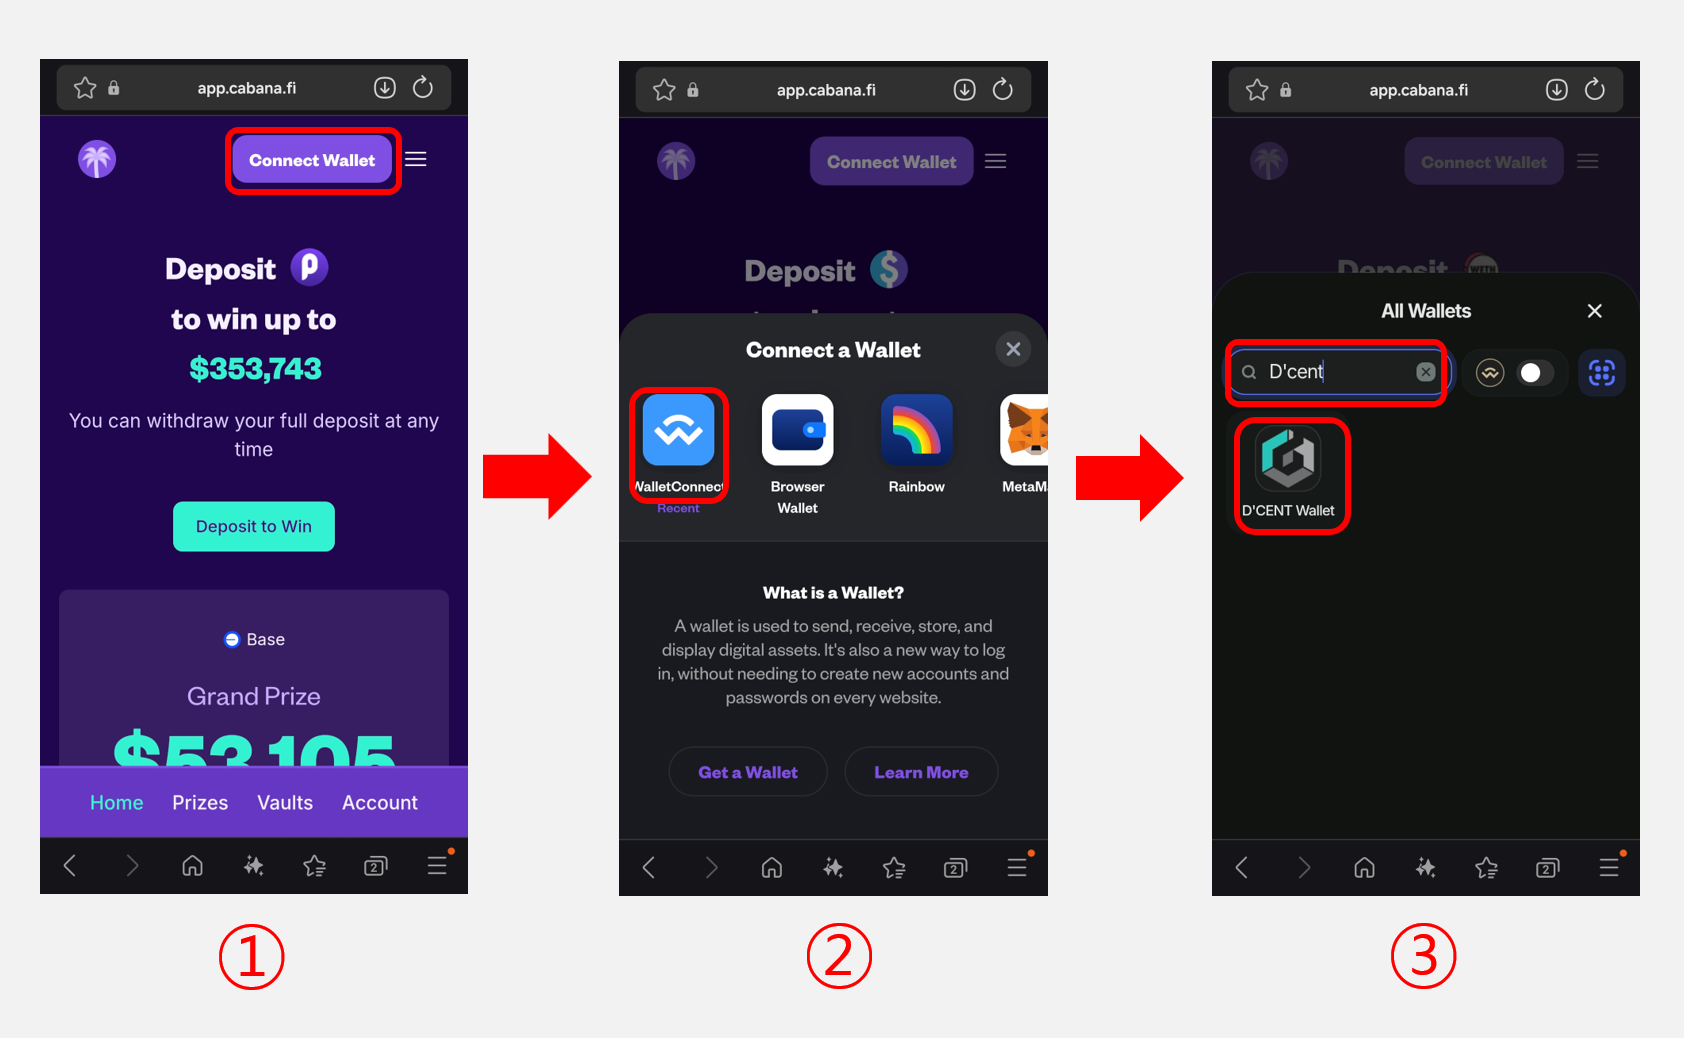 app.cabana.fi
Connect Wallet
Deposit
to win up to
$353,743
You can withdraw your full deposit at any
time
Deposit to Win
Base
Grand Prize
$53,105
Home Prizes Vaults Account
2
①
app.cabana.fi
Connect Wallet
Deposit
Connect a Wallet
WalletConnect
Recent
Browser
Wallet
Rainbow
MetaMa
What is a Wallet?
A wallet is used to send, receive, store, and
display digital assets. It's also a new way to log
in, without needing to create new accounts and
passwords on every website.
Get a Wallet Learn More
2
②
app.cabana.fi
Connect Wallet
Deposit
All Wallets
D'cent
D'CENT Wallet
2
③